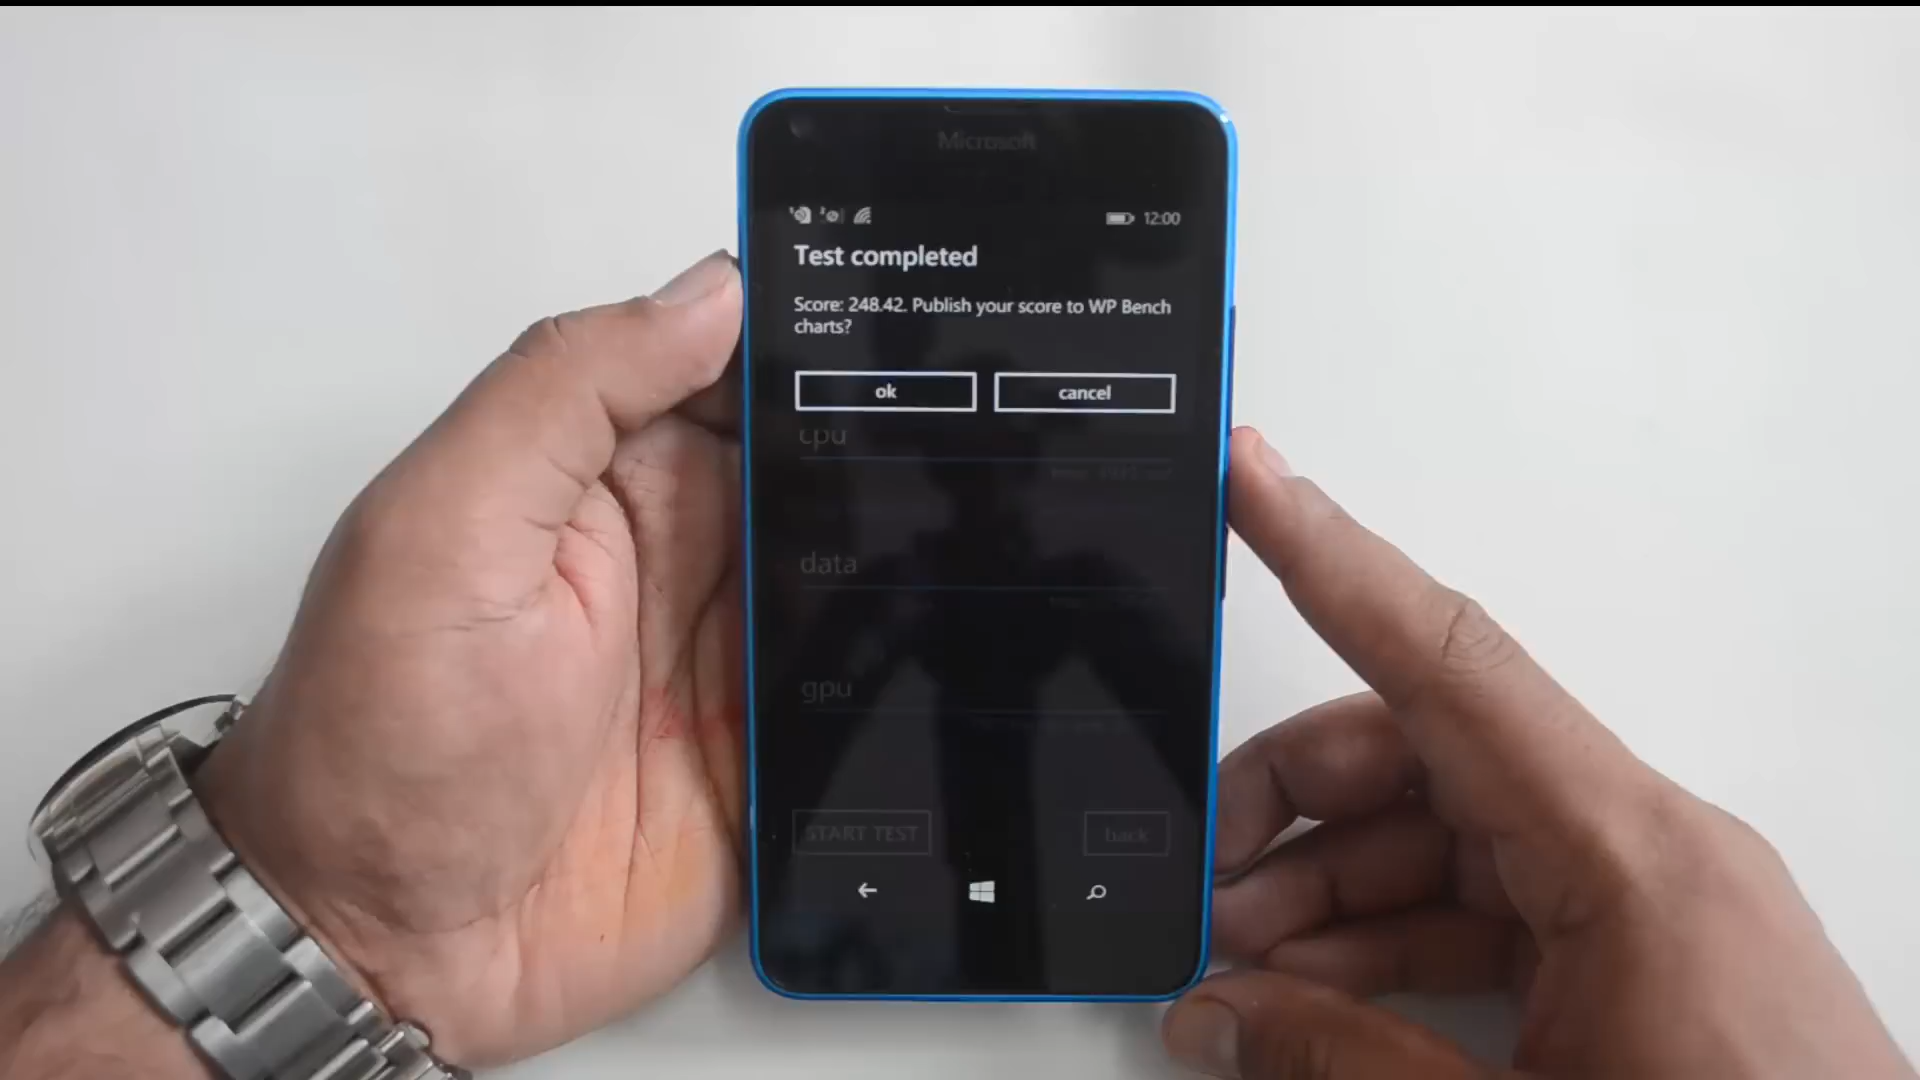 Microsoft
12:00
Test completed
Score: 248.42. Publish your score to WP Bench
charts?
ok
cancel
cpu
data
gpu
START TEST
back